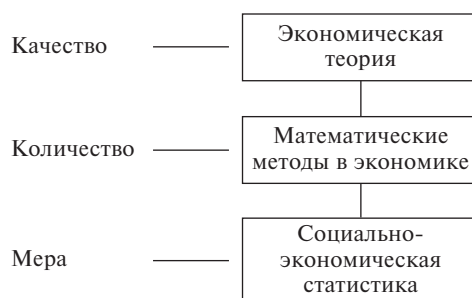 Качество
Экономическая
теория
Количество
Математические
методы в экономике
Мера
Социально-
экономическая
статистика